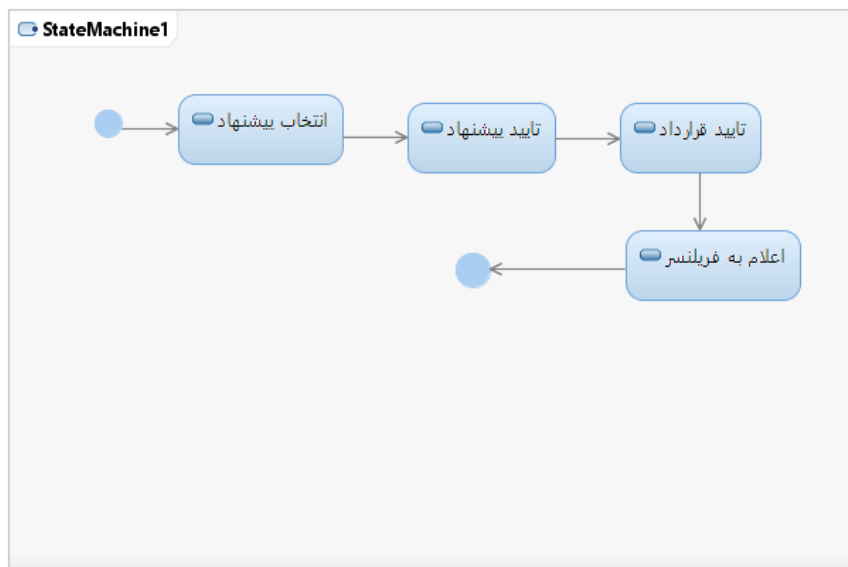 StateMachine1
انتخاب پیشنهاد
تایید پیشنهاد
تایید قرارداد
اعلام به فریلنسر